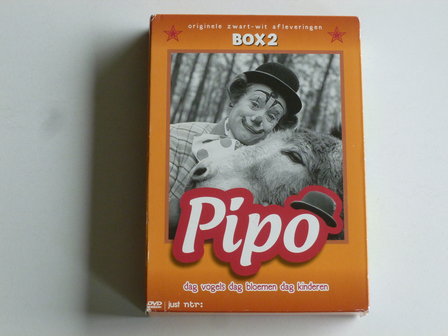 originele zwart-wit afleveringen
BOX 2
Pipo
dag vogels dag bloemen dag kinderen
DVD just ntr: